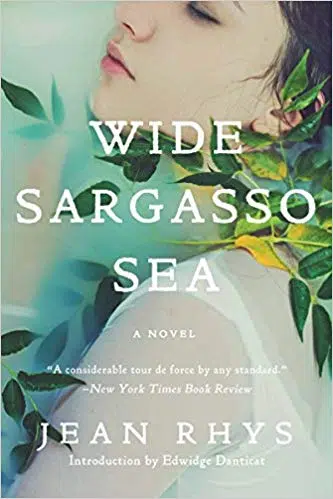 WIDE
SARGASSO
SEA
A NOVEL
“A considerable tour de force by any standard.”
—New York Times Book Review
JEAN RHYS
Introduction by Edwidge Danticat